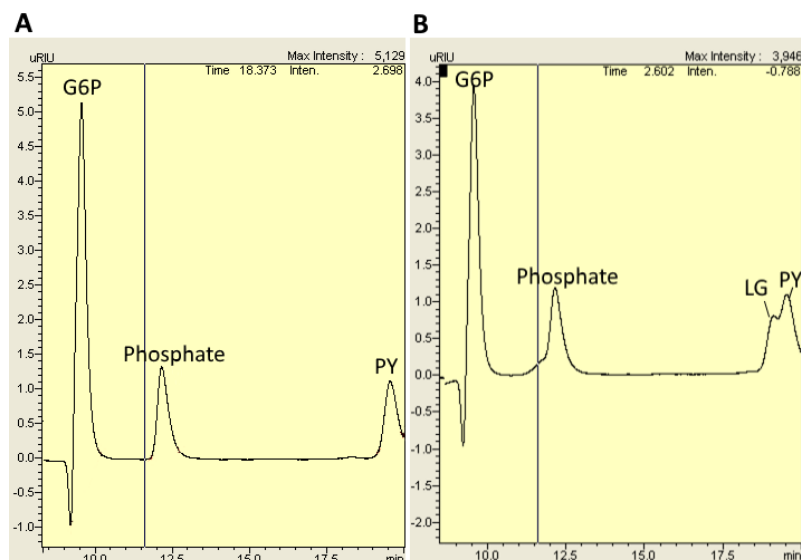 A
uRIU
Max Intensity : 5,129
Time 18.373 Inten. 2.698
5.5
5.0
4.5
4.0
3.5
3.0
2.5
2.0
1.5
1.0
0.5
0.0
-0.5
-1.0
G6P
Phosphate
PY
10.0 12.5 15.0 17.5 min
B
uRIU
Max Intensity : 3,946
Time 2.602 Inten. -0.788
4.0
3.5
3.0
2.5
2.0
1.5
1.0
0.5
0.0
-0.5
-1.0
-1.5
-2.0
G6P
Phosphate
LG
PY
10.0 12.5 15.0 17.5 min